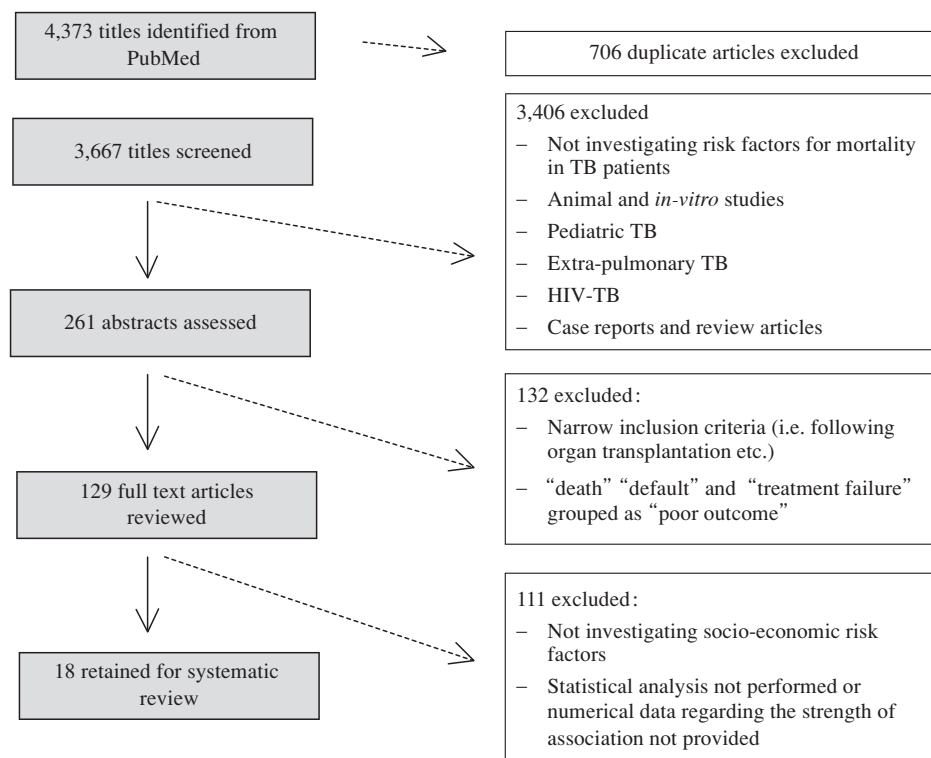 4,373 titles identified from
PubMed
706 duplicate articles excluded
3,667 titles screened
3,406 excluded
– Not investigating risk factors for mortality
in TB patients
– Animal and in-vitro studies
– Pediatric TB
– Extra-pulmonary TB
– HIV-TB
– Case reports and review articles
261 abstracts assessed
132 excluded:
– Narrow inclusion criteria (i.e. following
organ transplantation etc.)
– “death” “default” and “treatment failure”
grouped as “poor outcome”
129 full text articles
reviewed
111 excluded:
– Not investigating socio-economic risk
factors
– Statistical analysis not performed or
numerical data regarding the strength of
association not provided
18 retained for systematic
review